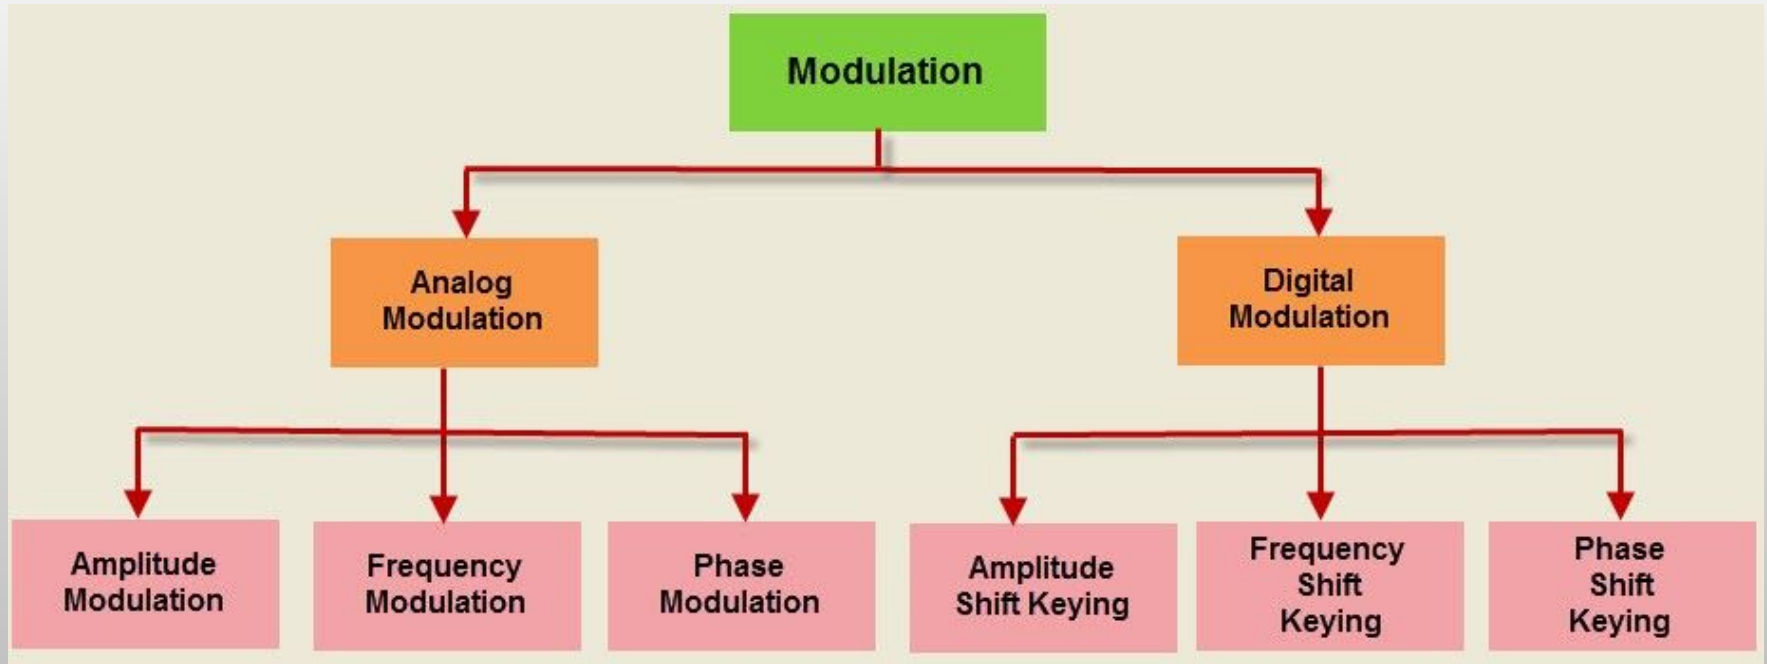 Modulation
Analog
Modulation
Digital
Modulation
Amplitude
Modulation
Frequency
Modulation
Phase
Modulation
Amplitude
Shift Keying
Frequency
Shift
Keying
Phase
Shift
Keying